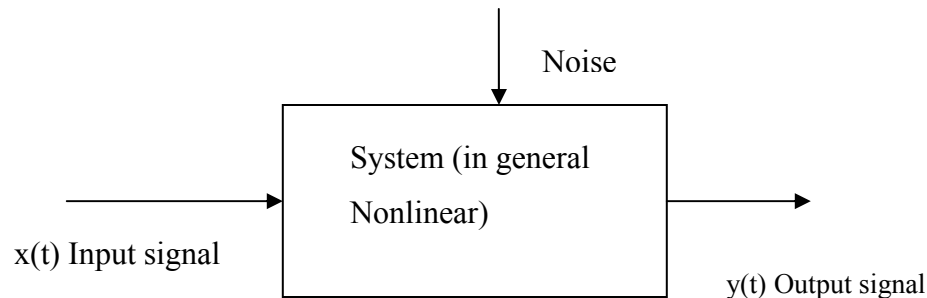 Noise
System (in general
Nonlinear)
x(t) Input signal
y(t) Output signal